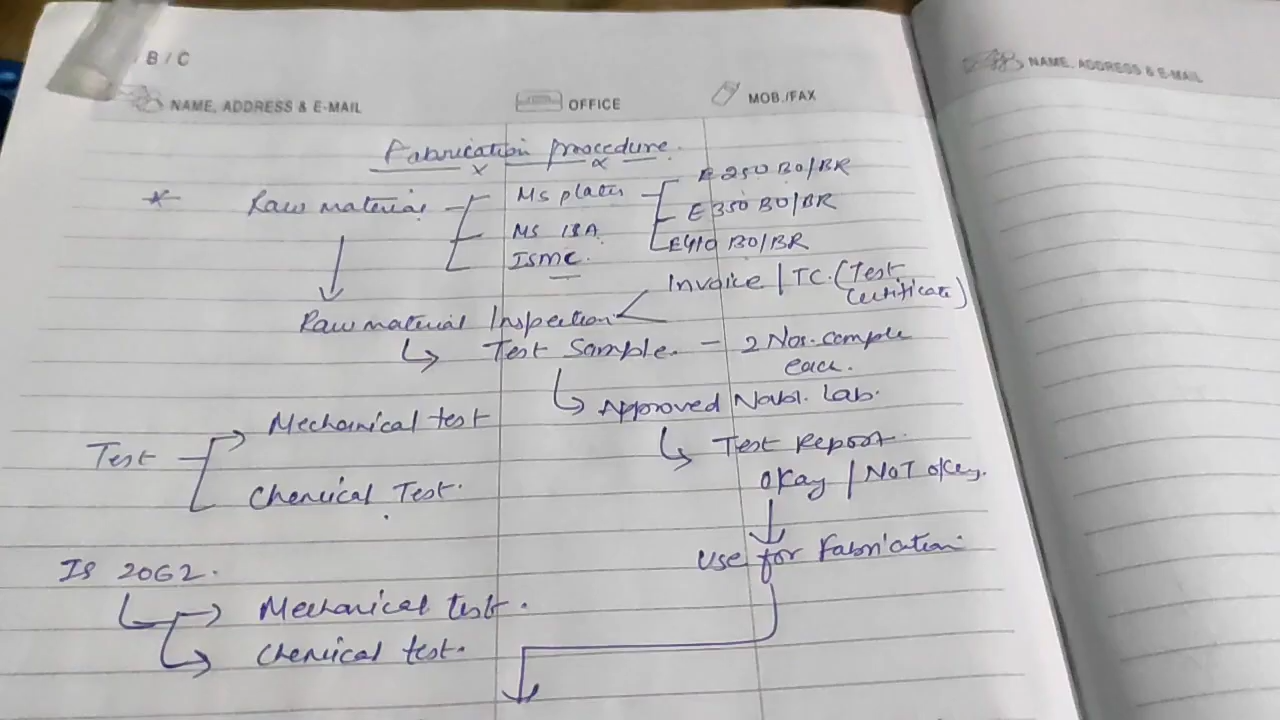 B / C
NAME, ADDRESS & E-MAIL OFFICE MOB./FAX
NAME, ADDRESS & E-MAIL
Fabrication procedure.
Raw material MS plates E250 BO/BR
E350 BO/BR
MS ISA E410 BO/BR
ISMC.
Invoice / TC. (Test
Certificate)
Raw material Inspection
Test Sample. - 2 Nos. sample
each.
Approved Nabl. Lab.
Test Report.
Okay / NOT okey.
Use for Fabrication
Test Mechanical test
Chemical Test.
IS 2062.
Mechanical test.
Chemical test.